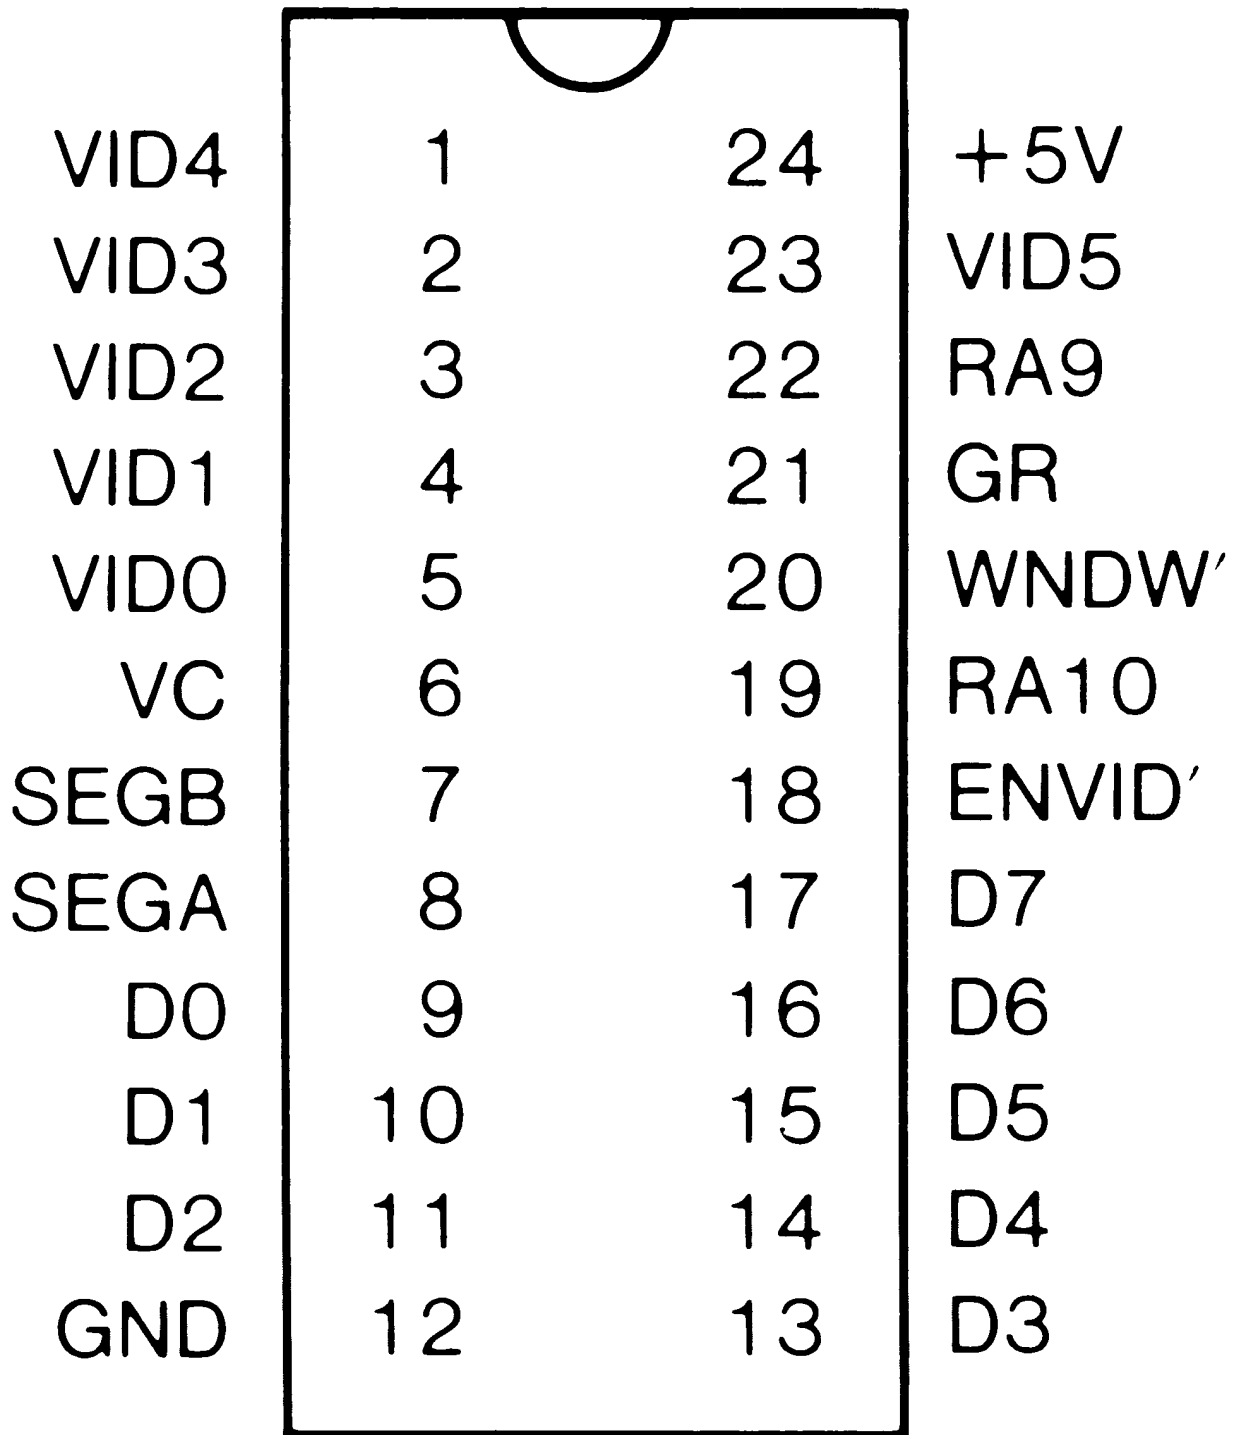 VID4 1 24 +5V
VID3 2 23 VID5
VID2 3 22 RA9
VID1 4 21 GR
VID0 5 20 WNDW′
VC 6 19 RA10
SEGB 7 18 ENVID′
SEGA 8 17 D7
D0 9 16 D6
D1 10 15 D5
D2 11 14 D4
GND 12 13 D3